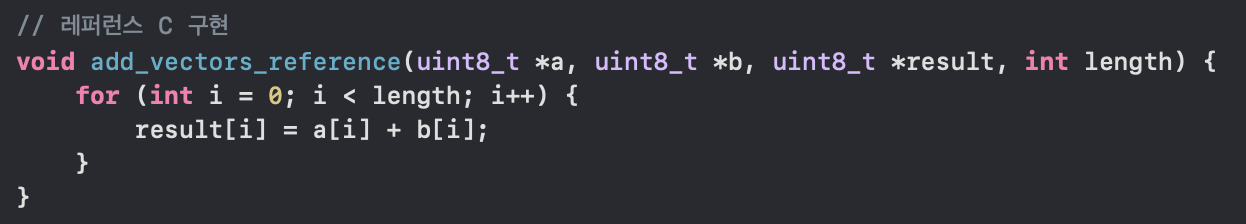 // 레퍼런스 C 구현
void add_vectors_reference(uint8_t *a, uint8_t *b, uint8_t *result, int length) {
    for (int i = 0; i < length; i++) {
        result[i] = a[i] + b[i];
    }
}